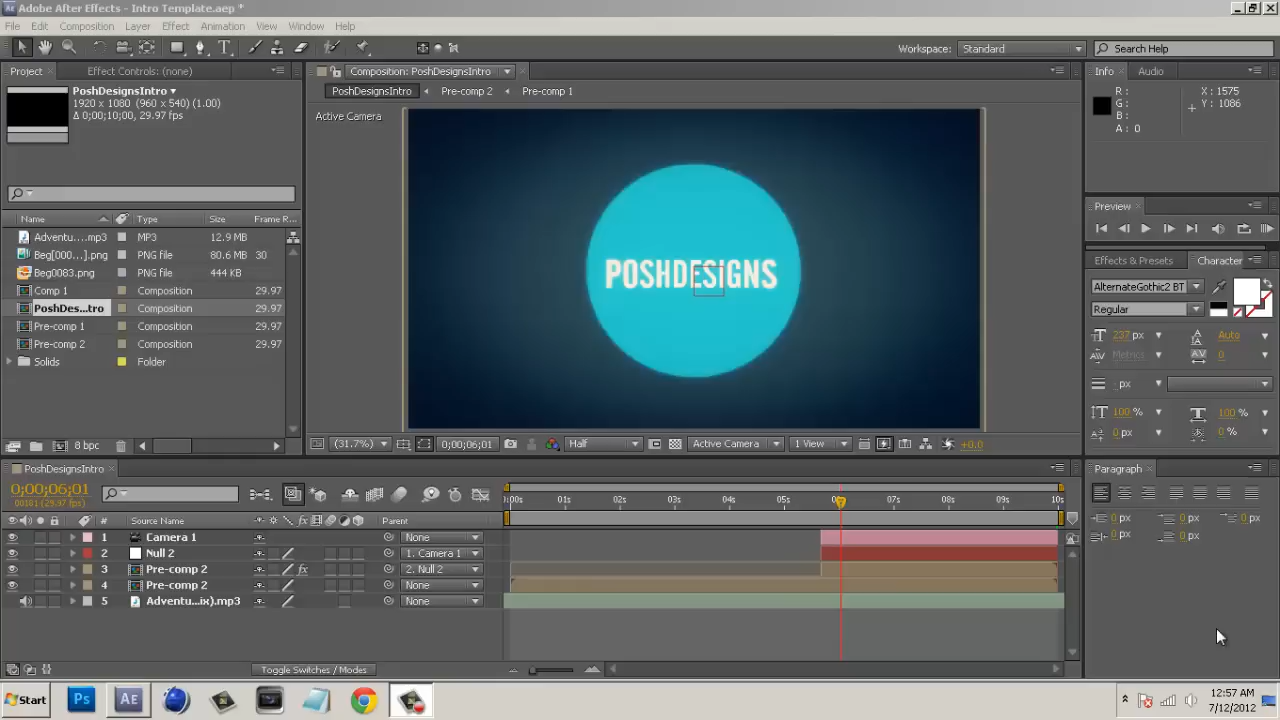 Adobe After Effects - Intro Template.aep *
File Edit Composition Layer Effect Animation View Window Help
Workspace: Standard Search Help
Project Effect Controls: (none) Composition: PoshDesignsIntro Info Audio
PoshDesignsIntro
1920 x 1080 (960 x 540) (1.00)
Δ 0;00;10;00, 29.97 fps
PoshDesignsIntro Pre-comp 2 Pre-comp 1
Active Camera
R :
G :
B :
A : 0
X : 1575
Y : 1086
POSHDESIGNS
Preview
Name Type Size Frame R...
Adventu....mp3 MP3 12.9 MB
Beg[000...].png PNG file 80.6 MB 30
Beg0083.png PNG file 444 KB
Comp 1 Composition 29.97
PoshDes...tro Composition 29.97
Pre-comp 1 Composition 29.97
Pre-comp 2 Composition 29.97
Solids Folder
8 bpc
Effects & Presets Character
AlternateGothic2 BT
Regular
237 px Auto
Metrics 0
- px
100 % 100 %
0 px 0 %
(31.7%) 0;00;06;01 Half Active Camera 1 View +0.0
PoshDesignsIntro
0;00;06;01
00181 (29.97 fps)
:00s 01s 02s 03s 04s 05s 07s 08s 9s 10s
# Source Name Parent
1 Camera 1 None
2 Null 2 1. Camera 1
3 Pre-comp 2 2. Null 2
4 Pre-comp 2 None
5 Adventu...ix).mp3 None
Toggle Switches / Modes
Paragraph
0 px 0 px 0 px
0 px 0 px
Start Ps Ae
12:57 AM
7/12/2012